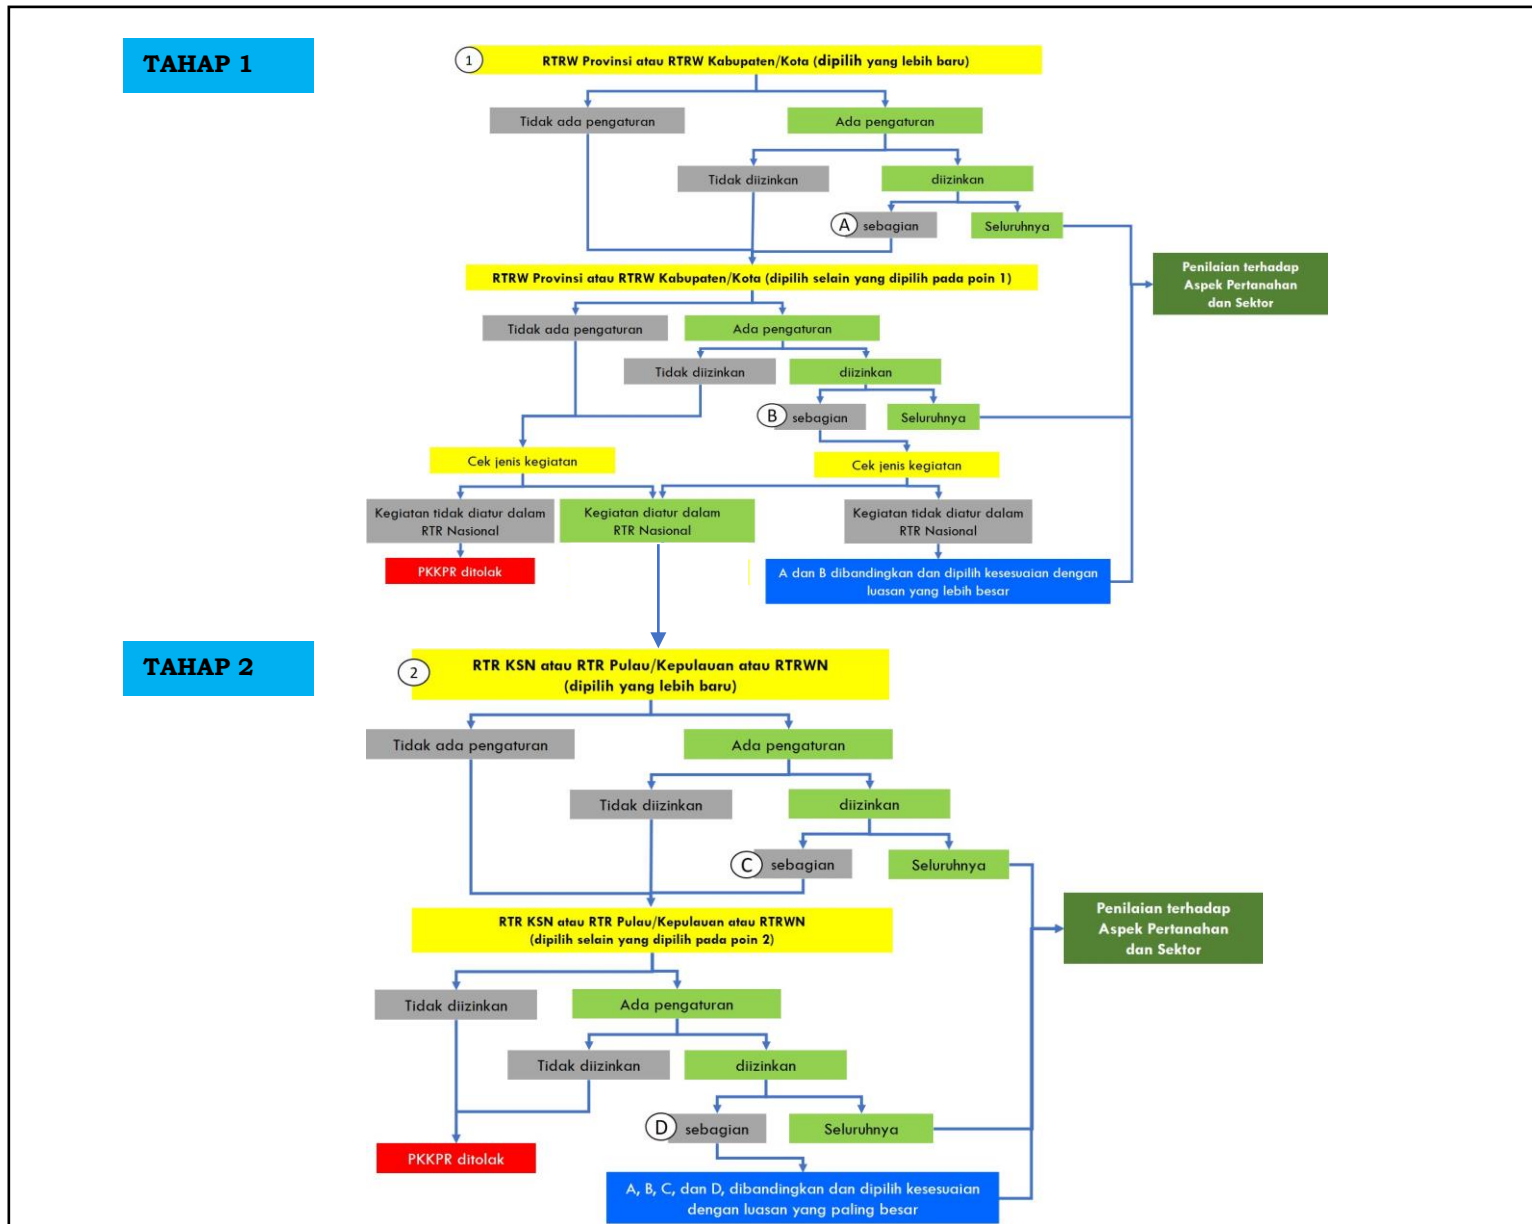 TAHAP 1
1
RTRW Provinsi atau RTRW Kabupaten/Kota (dipilih yang lebih baru)
Tidak ada pengaturan
Ada pengaturan
Tidak diizinkan
diizinkan
A
sebagian
Seluruhnya
Penilaian terhadap
Aspek Pertanahan
dan Sektor
RTRW Provinsi atau RTRW Kabupaten/Kota (dipilih selain yang dipilih pada poin 1)
Tidak ada pengaturan
Ada pengaturan
Tidak diizinkan
diizinkan
B
sebagian
Seluruhnya
Cek jenis kegiatan
Cek jenis kegiatan
Kegiatan tidak diatur dalam
RTR Nasional
Kegiatan diatur dalam
RTR Nasional
Kegiatan tidak diatur dalam
RTR Nasional
PKKPR ditolak
A dan B dibandingkan dan dipilih kesesuaian dengan
luasan yang lebih besar
TAHAP 2
2
RTR KSN atau RTR Pulau/Kepulauan atau RTRWN
(dipilih yang lebih baru)
Tidak ada pengaturan
Ada pengaturan
Tidak diizinkan
diizinkan
C
sebagian
Seluruhnya
Penilaian terhadap
Aspek Pertanahan
dan Sektor
RTR KSN atau RTR Pulau/Kepulauan atau RTRWN
(dipilih selain yang dipilih pada poin 2)
Tidak diizinkan
Ada pengaturan
Tidak diizinkan
diizinkan
D
sebagian
Seluruhnya
PKKPR ditolak
A, B, C, dan D, dibandingkan dan dipilih kesesuaian
dengan luasan yang paling besar